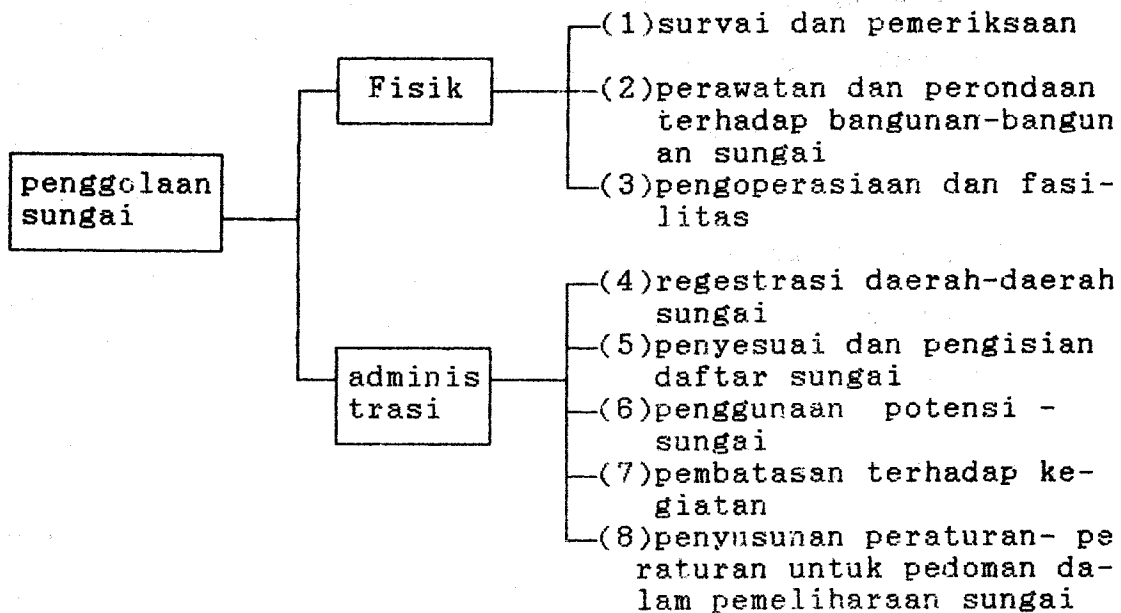 penggolaan
sungai
Fisik
(1)survai dan pemeriksaan
(2)perawatan dan perondaan
terhadap bangunan-bangun
an sungai
(3)pengoperasiaan dan fasi-
litas
adminis
trasi
(4)regestrasi daerah-daerah
sungai
(5)penyesuai dan pengisian
daftar sungai
(6)penggunaan potensi -
sungai
(7)pembatasan terhadap ke-
giatan
(8)penyusunan peraturan- pe
raturan untuk pedoman da-
lam pemeliharaan sungai